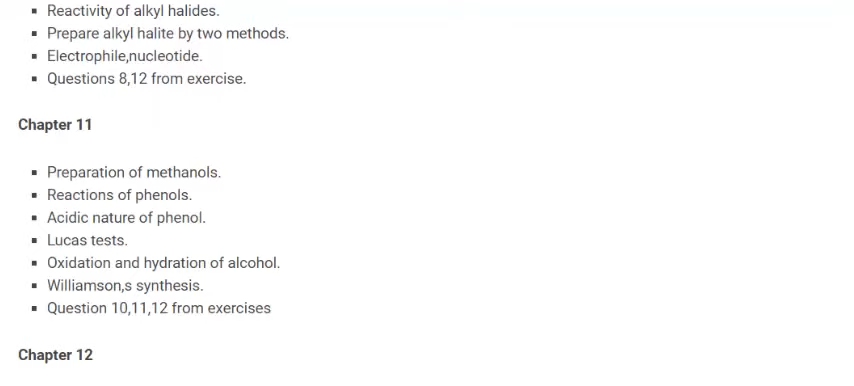 Reactivity of alkyl halides.
Prepare alkyl halite by two methods.
Electrophile,nucleotide.
Questions 8,12 from exercise.
Chapter 11
Preparation of methanols.
Reactions of phenols.
Acidic nature of phenol.
Lucas tests.
Oxidation and hydration of alcohol.
Williamson,s synthesis.
Question 10,11,12 from exercises
Chapter 12